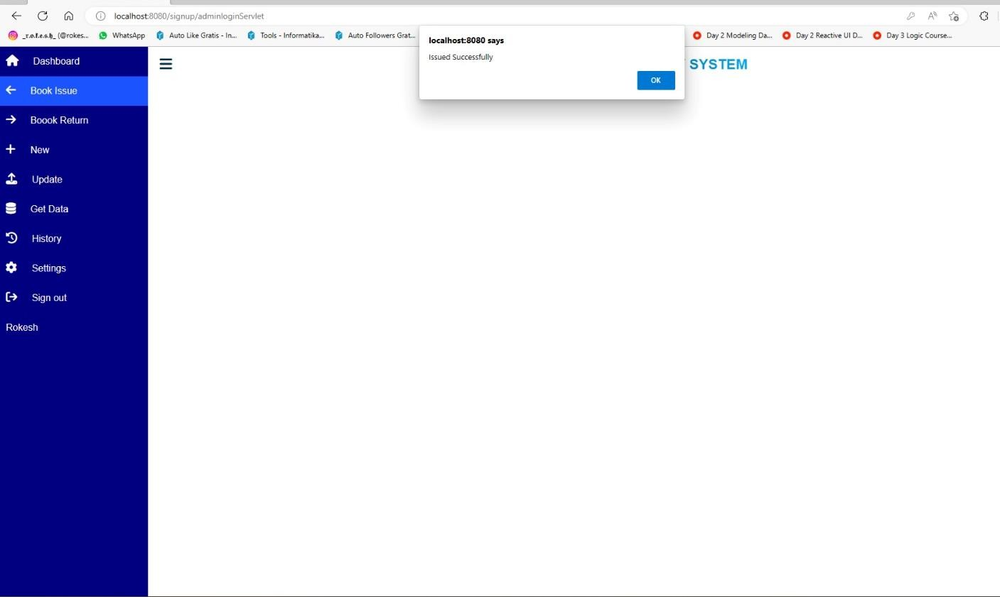 localhost:8080/signup/adminloginServlet
_r.o.f.e.s.h_ (@rokes...
WhatsApp
Auto Like Gratis - In...
Tools - Informatika...
Auto Followers Grat...
Day 2 Modeling Da...
Day 2 Reactive UI D...
Day 3 Logic Course...
localhost:8080 says
Issued Successfully
OK
SYSTEM
Dashboard
Book Issue
Boook Return
New
Update
Get Data
History
Settings
Sign out
Rokesh